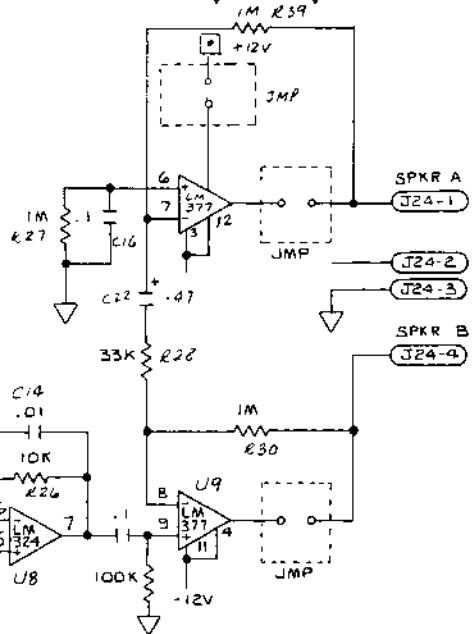 1M R39
+12V
JMP
6
+
LM
377
7
-
12
3
SPKR A
J24-1
1M
R27
.1
C16
JMP
J24-2
J24-3
+
C22 .47
SPKR B
J24-4
33K R28
C14
.01
1M
R30
10K
R26
U9
8
-
LM
377
9
+
11
4
7
LM
324
+
.1
U8
100K
-12V
JMP